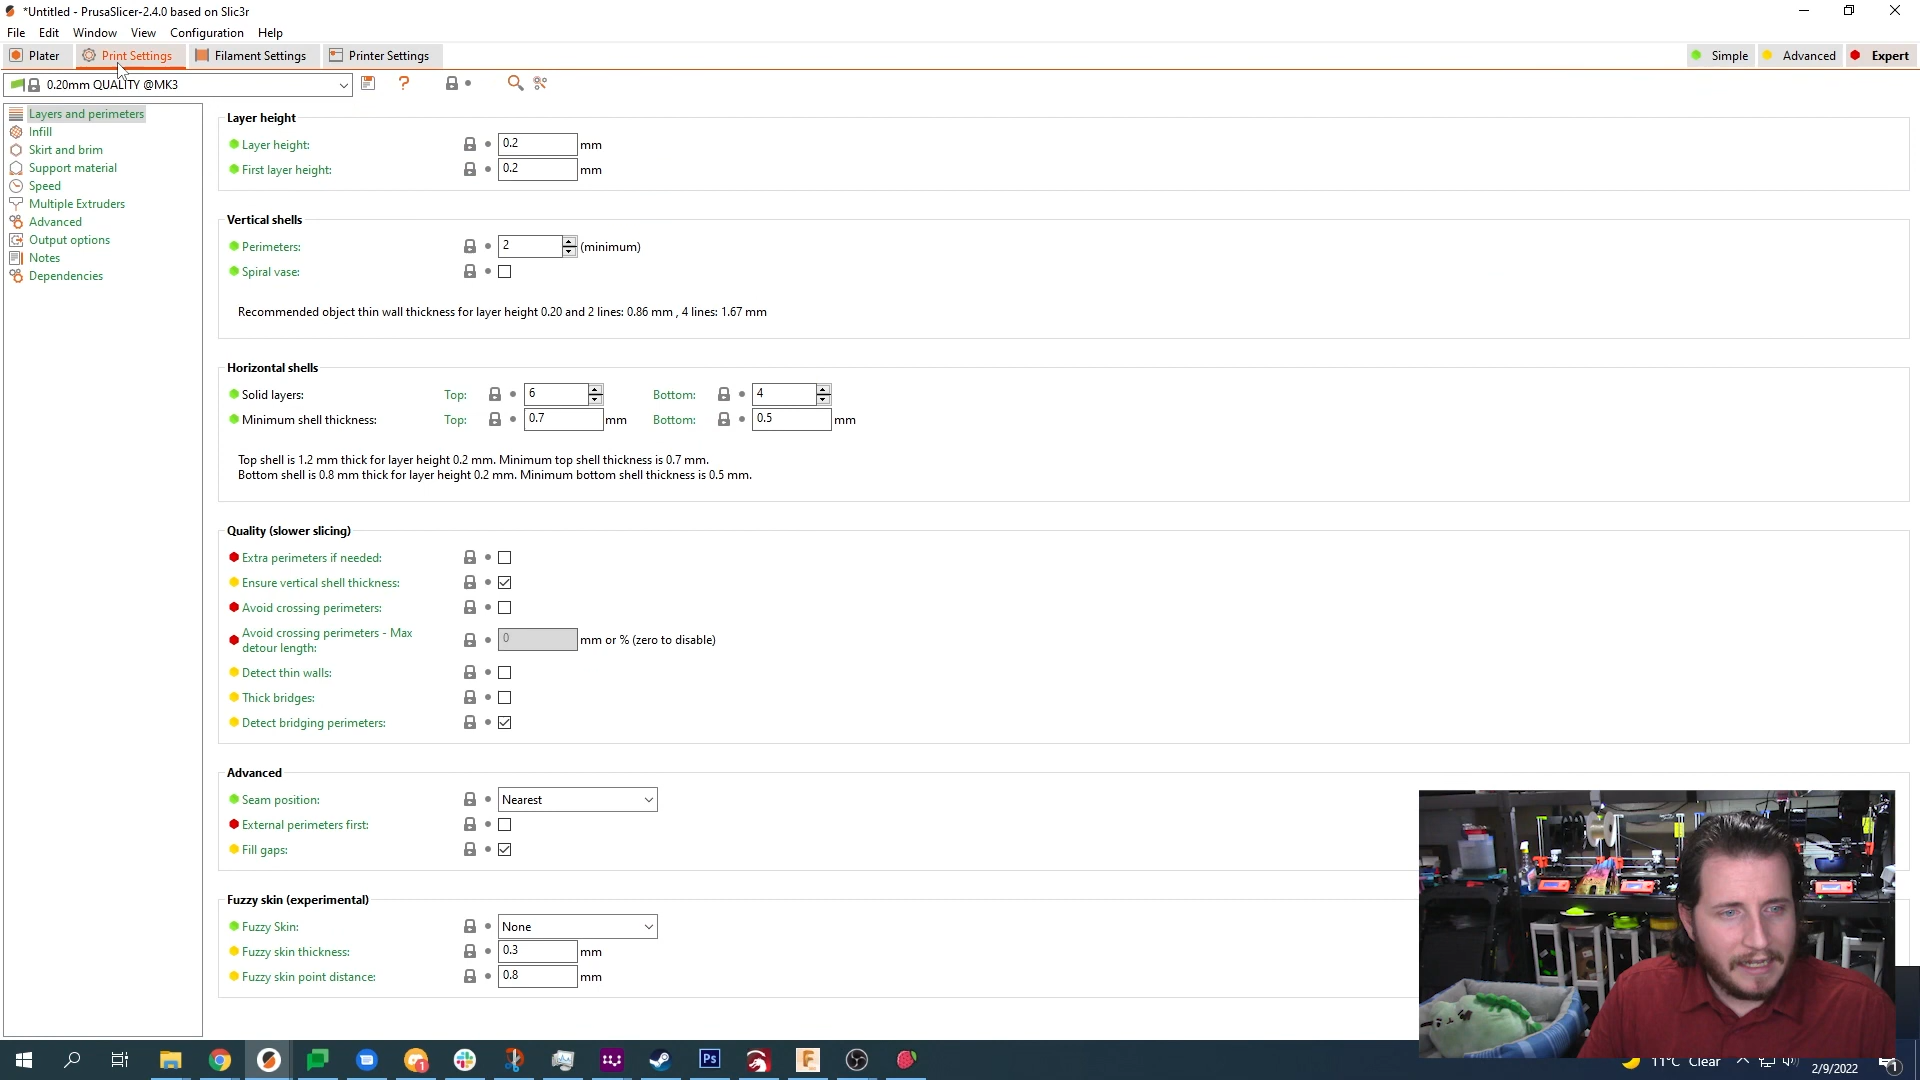 *Untitled - PrusaSlicer-2.4.0 based on Slic3r
File Edit Window View Configuration Help
Plater Print Settings Filament Settings Printer Settings Simple Advanced Expert
0.20mm QUALITY @MK3 ?
Layers and perimeters
Infill
Skirt and brim
Support material
Speed
Multiple Extruders
Advanced
Output options
Notes
Dependencies
Layer height
Layer height: 0.2 mm
First layer height: 0.2 mm
Vertical shells
Perimeters: 2 (minimum)
Spiral vase:
Recommended object thin wall thickness for layer height 0.20 and 2 lines: 0.86 mm , 4 lines: 1.67 mm
Horizontal shells
Solid layers: Top: 6 Bottom: 4
Minimum shell thickness: Top: 0.7 mm Bottom: 0.5 mm
Top shell is 1.2 mm thick for layer height 0.2 mm. Minimum top shell thickness is 0.7 mm.
Bottom shell is 0.8 mm thick for layer height 0.2 mm. Minimum bottom shell thickness is 0.5 mm.
Quality (slower slicing)
Extra perimeters if needed:
Ensure vertical shell thickness:
Avoid crossing perimeters:
Avoid crossing perimeters - Max
detour length: 0 mm or % (zero to disable)
Detect thin walls:
Thick bridges:
Detect bridging perimeters:
Advanced
Seam position: Nearest
External perimeters first:
Fill gaps:
Fuzzy skin (experimental)
Fuzzy Skin: None
Fuzzy skin thickness: 0.3 mm
Fuzzy skin point distance: 0.8 mm
Ps F 11°C Clear
2/9/2022 1